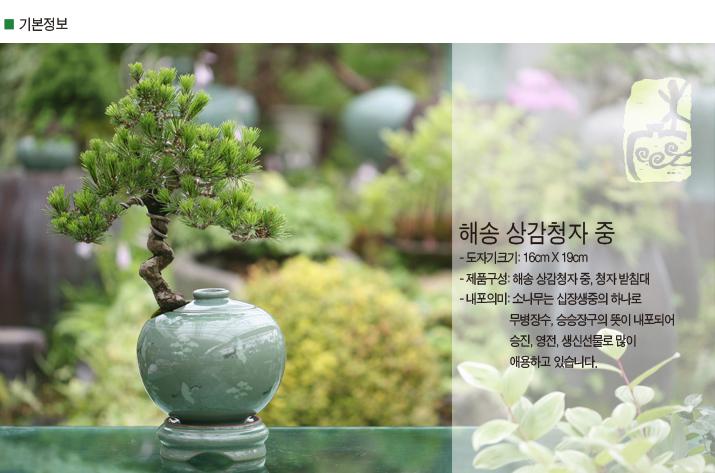 기본정보
해송 상감청자 중
- 도자기크기: 16cm X 19cm
- 제품구성: 해송 상감청자 중, 청자 받침대
- 내포의미: 소나무는 십장생중의 하나로
무병장수, 승승장구의 뜻이 내포되어
승진, 영전, 생신선물로 많이
애용하고 있습니다.